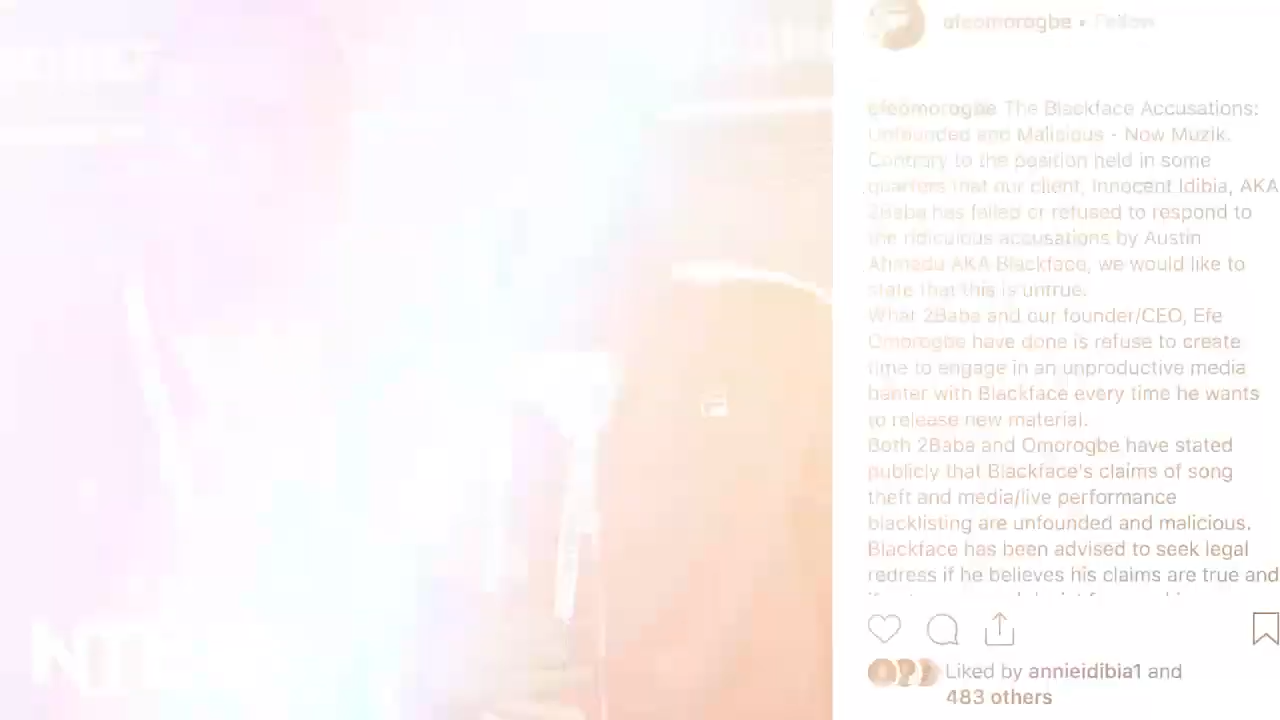 efeomorogbe • Follow
efeomorogbe The Blackface Accusations:
Unfounded and Malicious - Now Muzik.
Contrary to the position held in some
quarters that our client, Innocent Idibia, AKA
2Baba has failed or refused to respond to
the ridiculous accusations by Austin
Ahmedu AKA Blackface, we would like to
state that this is untrue.
What 2Baba and our founder/CEO, Efe
Omorogbe have done is refuse to create
time to engage in an unproductive media
banter with Blackface every time he wants
to release new material.
Both 2Baba and Omorogbe have stated
publicly that Blackface's claims of song
theft and media/live performance
blacklisting are unfounded and malicious.
Blackface has been advised to seek legal
redress if he believes his claims are true and
Liked by annieidibia1 and
483 others